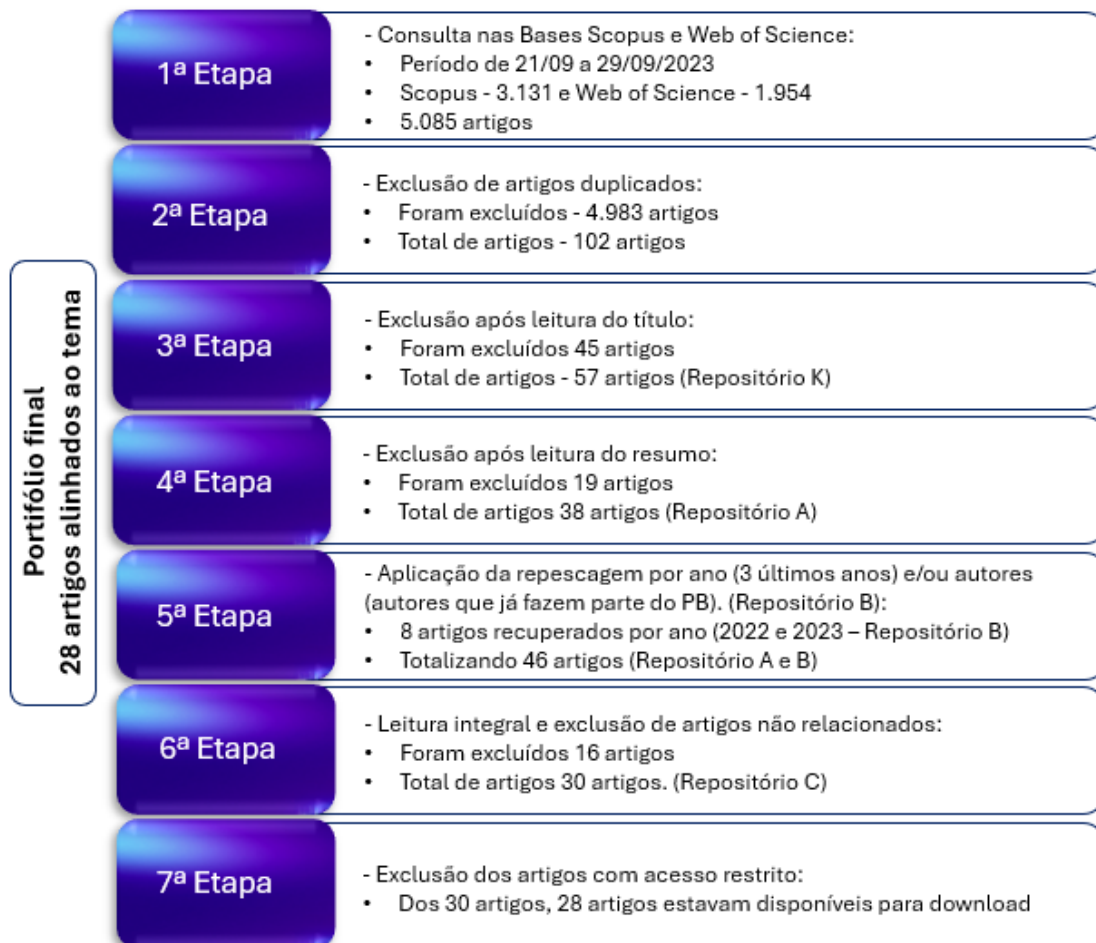 Portifólio final
28 artigos alinhados ao tema
1ª Etapa
- Consulta nas Bases Scopus e Web of Science:
• Período de 21/09 a 29/09/2023
• Scopus - 3.131 e Web of Science - 1.954
• 5.085 artigos
2ª Etapa
- Exclusão de artigos duplicados:
• Foram excluídos - 4.983 artigos
• Total de artigos - 102 artigos
3ª Etapa
- Exclusão após leitura do título:
• Foram excluídos 45 artigos
• Total de artigos - 57 artigos (Repositório K)
4ª Etapa
- Exclusão após leitura do resumo:
• Foram excluídos 19 artigos
• Total de artigos 38 artigos (Repositório A)
5ª Etapa
- Aplicação da repescagem por ano (3 últimos anos) e/ou autores
(autores que já fazem parte do PB). (Repositório B):
• 8 artigos recuperados por ano (2022 e 2023 – Repositório B)
• Totalizando 46 artigos (Repositório A e B)
6ª Etapa
- Leitura integral e exclusão de artigos não relacionados:
• Foram excluídos 16 artigos
• Total de artigos 30 artigos. (Repositório C)
7ª Etapa
- Exclusão dos artigos com acesso restrito:
• Dos 30 artigos, 28 artigos estavam disponíveis para download